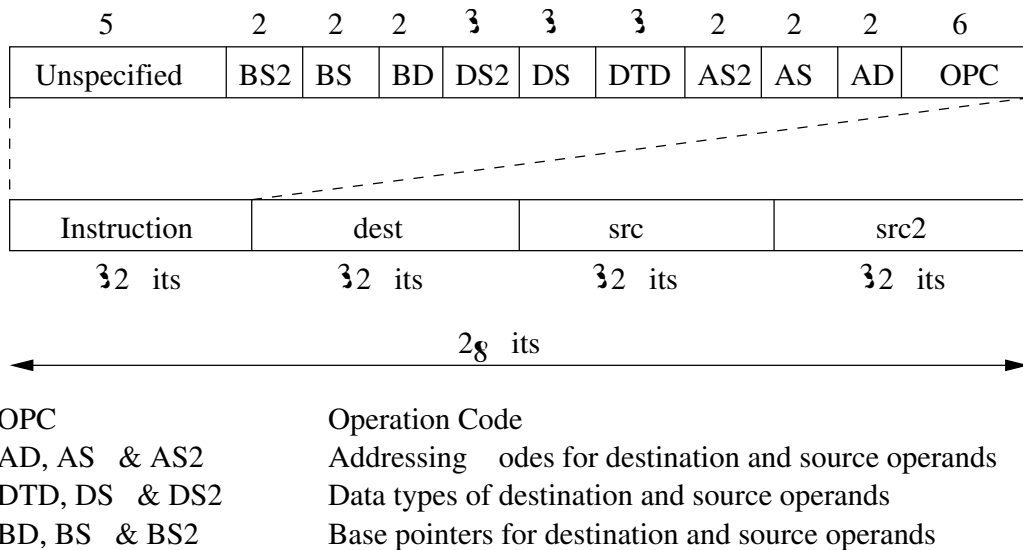 5 2 2 2 3 3 3 2 2 2 6
Unspecified BS2 BS BD DS2 DS DTD AS2 AS AD OPC
Instruction dest src src2
32 its 32 its 32 its 32 its
28 its
OPC Operation Code
AD, AS & AS2 Addressing odes for destination and source operands
DTD, DS & DS2 Data types of destination and source operands
BD, BS & BS2 Base pointers for destination and source operands